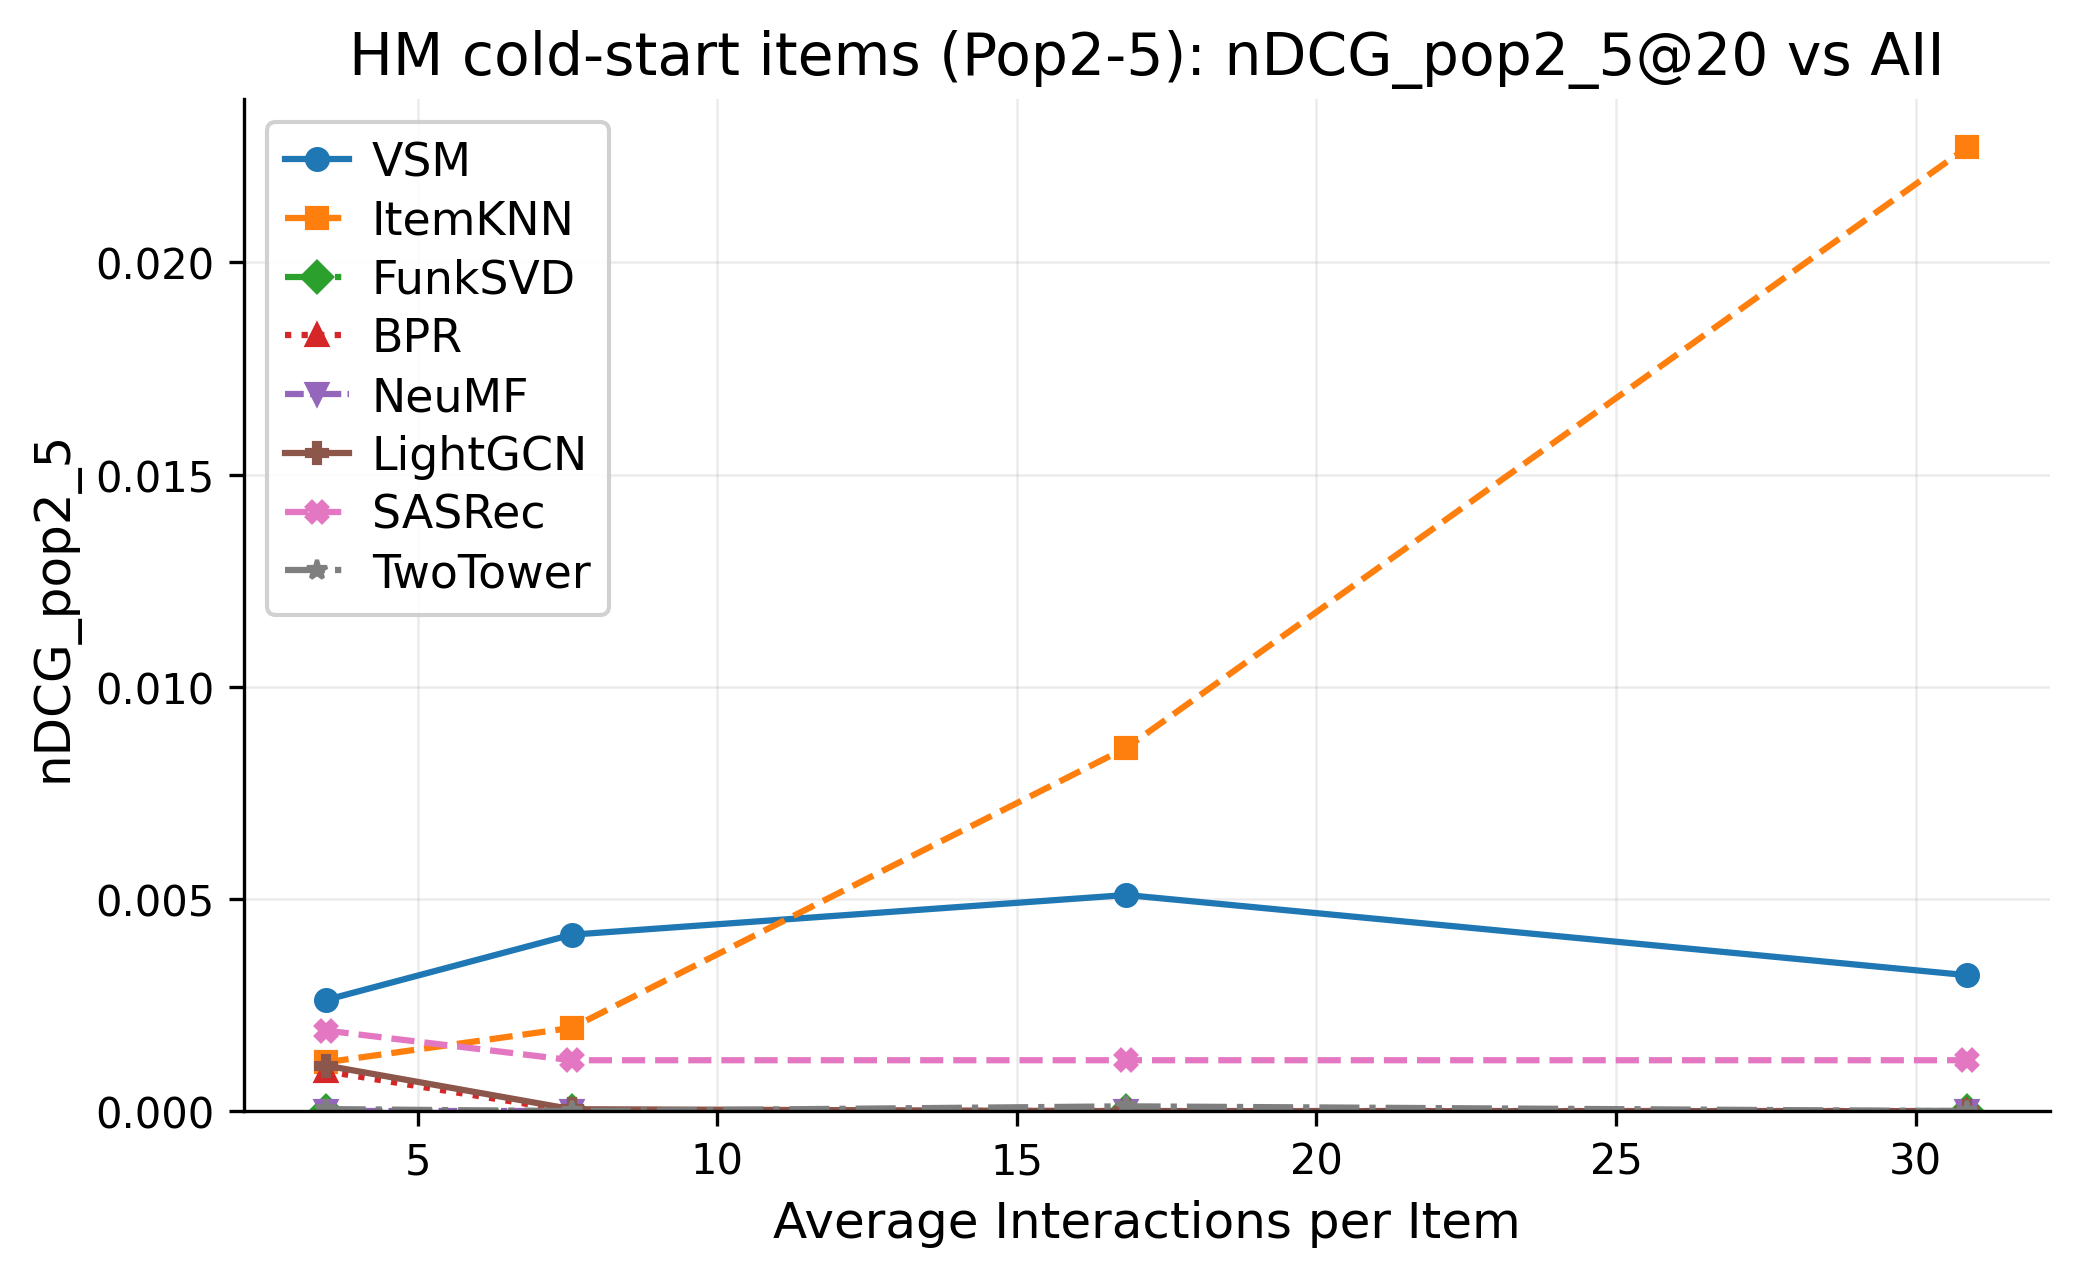 HM cold-start items (Pop2-5): nDCG_pop2_5@20 vs AII
VSM
ItemKNN
FunkSVD
BPR
NeuMF
LightGCN
SASRec
TwoTower
nDCG_pop2_5
0.020
0.015
0.010
0.005
0.000
5 10 15 20 25 30
Average Interactions per Item